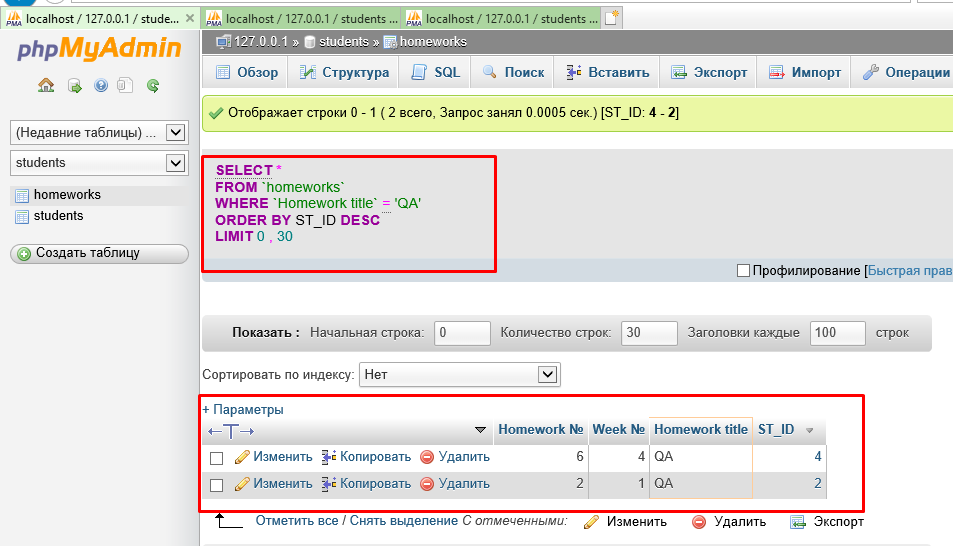 localhost / 127.0.0.1 / stude...
localhost / 127.0.0.1 / students ...
localhost / 127.0.0.1 / students ...
phpMyAdmin
(Недавние таблицы) ...
students
homeworks
students
Создать таблицу
127.0.0.1 » students » homeworks
Обзор Структура SQL Поиск Вставить Экспорт Импорт Операции
Отображает строки 0 - 1 ( 2 всего, Запрос занял 0.0005 сек.) [ST_ID: 4 - 2]
SELECT *
FROM `homeworks`
WHERE `Homework title` = 'QA'
ORDER BY ST_ID DESC
LIMIT 0 , 30
Профилирование [Быстрая прав
Показать : Начальная строка: 0 Количество строк: 30 Заголовки каждые 100 строк
Сортировать по индексу: Нет
+ Параметры
←T→ Homework № Week № Homework title ST_ID
Изменить Копировать Удалить 6 4 QA 4
Изменить Копировать Удалить 2 1 QA 2
Отметить все / Снять выделение С отмеченными: Изменить Удалить Экспорт